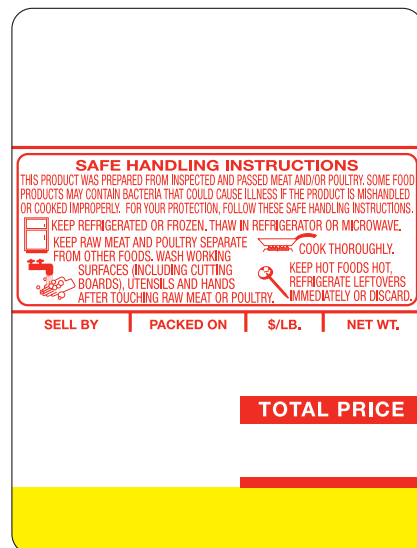 SAFE HANDLING INSTRUCTIONS
THIS PRODUCT WAS PREPARED FROM INSPECTED AND PASSED MEAT AND/OR POULTRY. SOME FOOD
PRODUCTS MAY CONTAIN BACTERIA THAT COULD CAUSE ILLNESS IF THE PRODUCT IS MISHANDLED
OR COOKED IMPROPERLY. FOR YOUR PROTECTION, FOLLOW THESE SAFE HANDLING INSTRUCTIONS.
KEEP REFRIGERATED OR FROZEN. THAW IN REFRIGERATOR OR MICROWAVE.
KEEP RAW MEAT AND POULTRY SEPARATE
FROM OTHER FOODS. WASH WORKING
SURFACES (INCLUDING CUTTING
BOARDS), UTENSILS AND HANDS
AFTER TOUCHING RAW MEAT OR POULTRY.
COOK THOROUGHLY.
KEEP HOT FOODS HOT,
REFRIGERATE LEFTOVERS
IMMEDIATELY OR DISCARD.
SELL BY PACKED ON $/LB. NET WT.
TOTAL PRICE